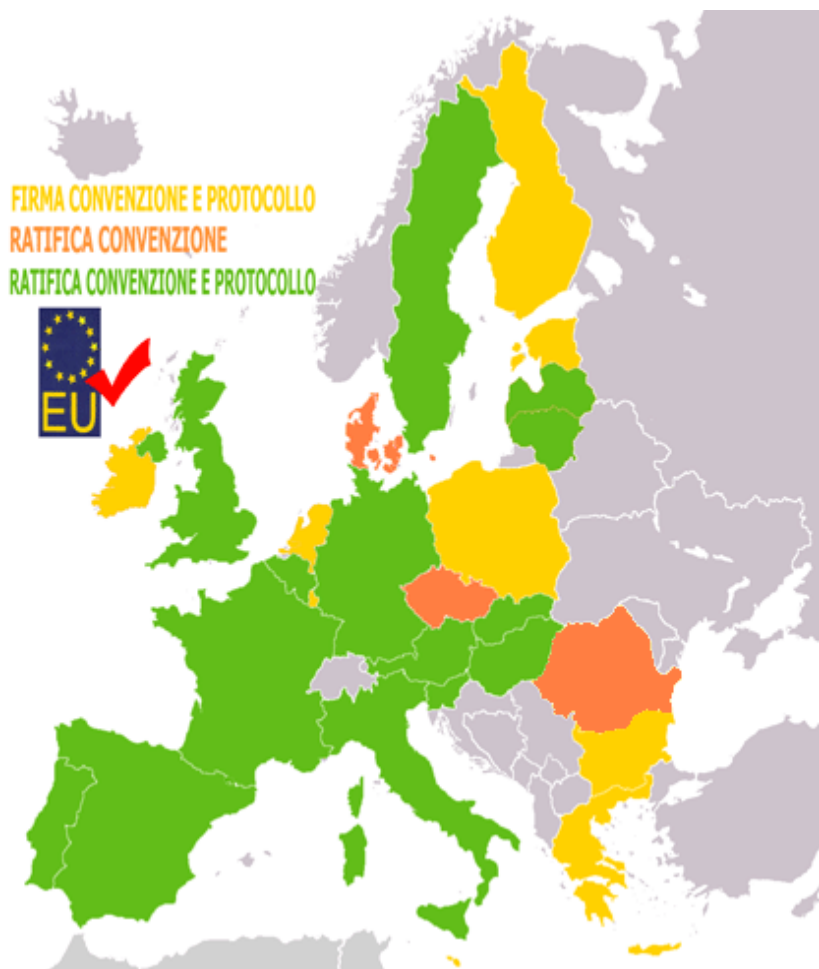 FIRMA CONVENZIONE E PROTOCOLLO
RATIFICA CONVENZIONE
RATIFICA CONVENZIONE E PROTOCOLLO
EU